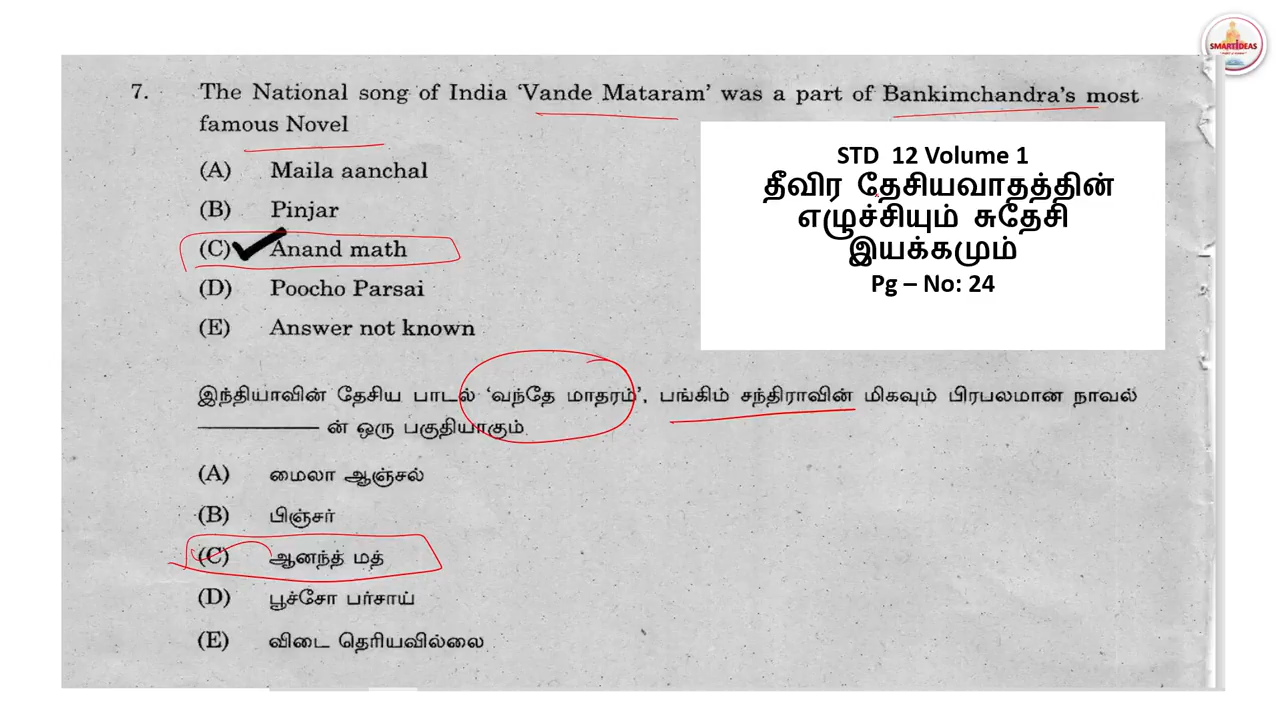 SMARTIDEAS
7. The National song of India ‘Vande Mataram’ was a part of Bankimchandra’s most
famous Novel
(A) Maila aanchal
(B) Pinjar
(C) Anand math
(D) Poocho Parsai
(E) Answer not known
STD 12 Volume 1
தீவிர தேசியவாதத்தின்
எழுச்சியும் சுதேசி
இயக்கமும்
Pg – No: 24
இந்தியாவின் தேசிய பாடல் ‘வந்தே மாதரம்’, பங்கிம் சந்திராவின் மிகவும் பிரபலமான நாவல்
———— ன் ஒரு பகுதியாகும்.
(A) மைலா ஆஞ்சல்
(B) பிஞ்சர்
(C) ஆனந்த் மத்
(D) பூச்சோ பர்சாய்
(E) விடை தெரியவில்லை